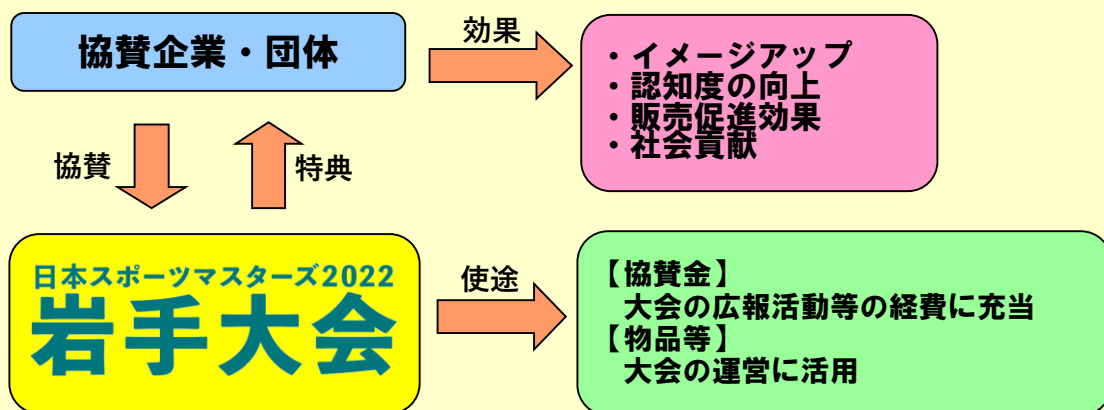 協賛企業・団体
効果
・イメージアップ
・認知度の向上
・販売促進効果
・社会貢献
協賛
特典
日本スポーツマスターズ2022
岩手大会
使途
【協賛金】
大会の広報活動等の経費に充当
【物品等】
大会の運営に活用